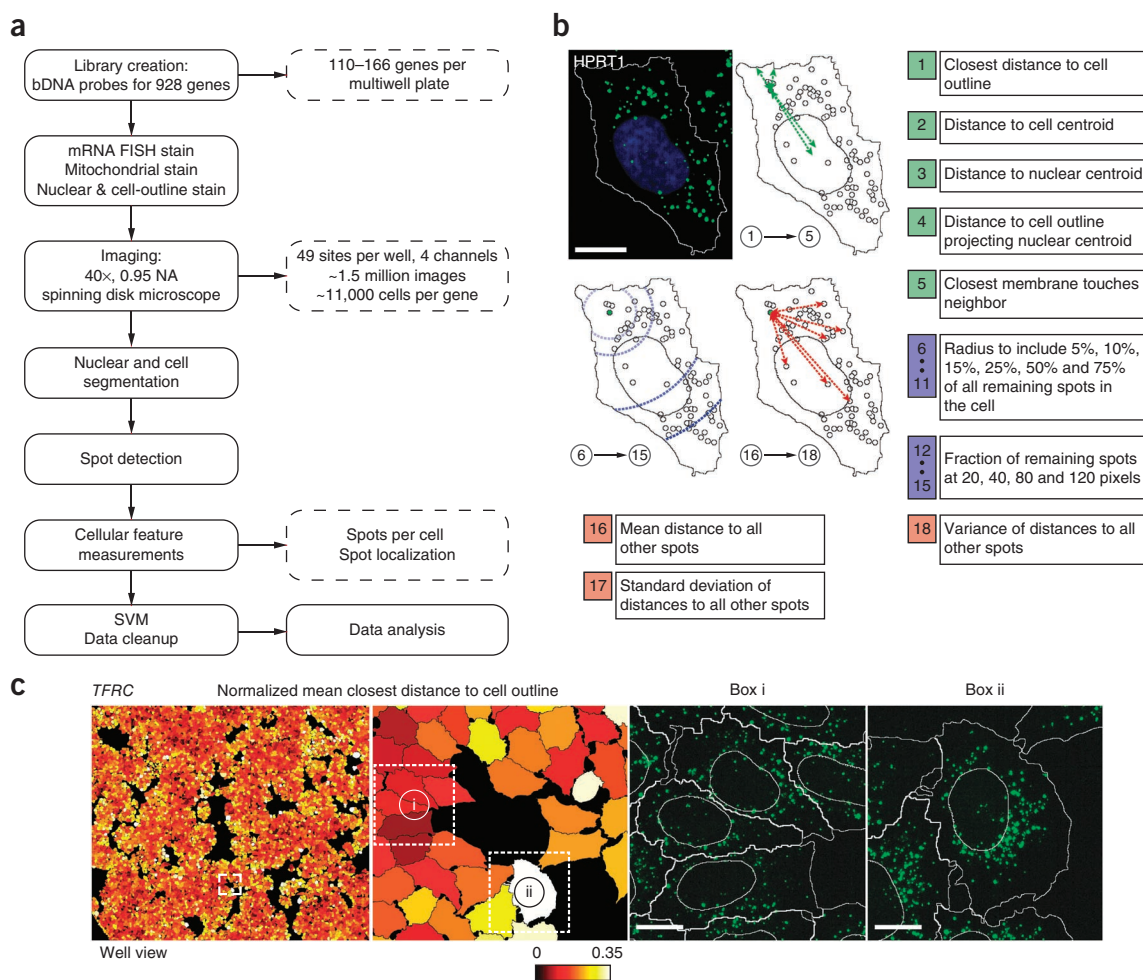 a
Library creation:
bDNA probes for 928 genes
110–166 genes per
multiwell plate
mRNA FISH stain
Mitochondrial stain
Nuclear & cell-outline stain
Imaging:
40×, 0.95 NA
spinning disk microscope
49 sites per well, 4 channels
~1.5 million images
~11,000 cells per gene
Nuclear and cell
segmentation
Spot detection
Cellular feature
measurements
Spots per cell
Spot localization
SVM
Data cleanup
Data analysis
b
HPRT1
1 5
6 15
16 18
1 Closest distance to cell
outline
2 Distance to cell centroid
3 Distance to nuclear centroid
4 Distance to cell outline
projecting nuclear centroid
5 Closest membrane touches
neighbor
6 Radius to include 5%, 10%,
15%, 25%, 50% and 75%
11 of all remaining spots in
the cell
12 Fraction of remaining spots
15 at 20, 40, 80 and 120 pixels
16 Mean distance to all
other spots
17 Standard deviation of
distances to all other spots
18 Variance of distances to all
other spots
c
TFRC Normalized mean closest distance to cell outline Box i Box ii
i
ii
Well view
0 0.35